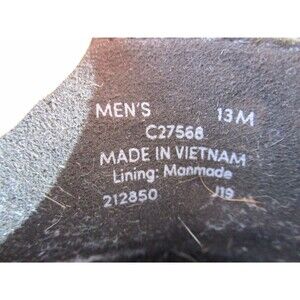 MEN'S 13 M
C27568
MADE IN VIETNAM
Lining: Manmade
212850 J19